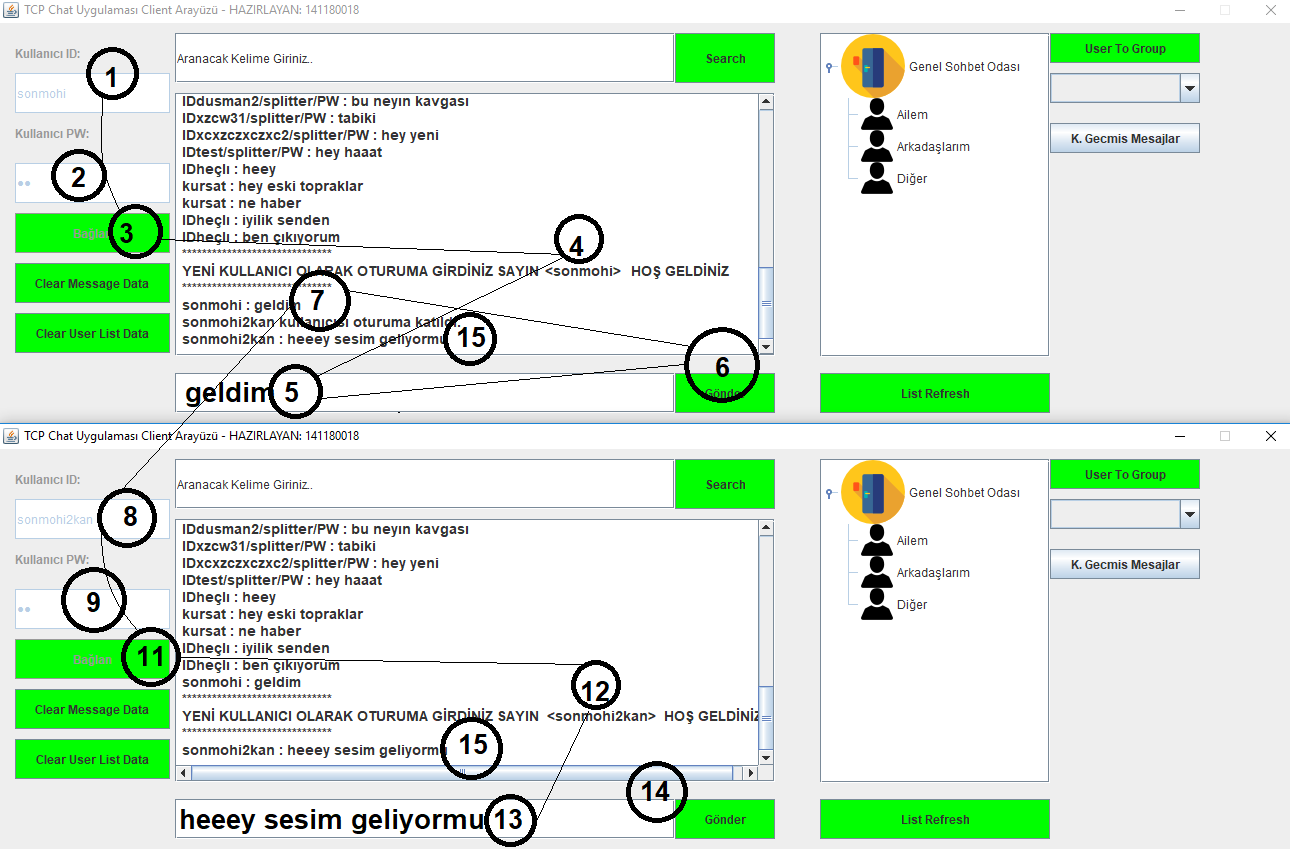 TCP Chat Uygulaması Client Arayüzü - HAZIRLAYAN: 141180018
Kullanıcı ID:
1
sonmohi
Kullanıcı PW:
2
3
Clear Message Data
Clear User List Data
Aranacak Kelime Giriniz..
Search
IDdusman2/splitter/PW : bu neyın kavgası
IDxzcw31/splitter/PW : tabiki
IDxcxzczxczxc2/splitter/PW : hey yeni
IDtest/splitter/PW : hey haaat
IDheçlı : heey
kursat : hey eski topraklar
kursat : ne haber
IDheçlı : iyilik senden
IDheçlı : ben çıkıyorum
4
******************************
YENİ KULLANICI OLARAK OTURUMA GİRDİNİZ SAYIN <sonmohi> HOŞ GELDİNİZ
******************************
7
sonmohi : geldim
sonmohi2kan kullanıcısı oturuma katıldı.
sonmohi2kan : heeey sesim geliyormu
15
6
geldim
5
Gönder
Genel Sohbet Odası
Ailem
Arkadaşlarım
Diğer
User To Group
K. Gecmis Mesajlar
List Refresh
TCP Chat Uygulaması Client Arayüzü - HAZIRLAYAN: 141180018
Kullanıcı ID:
sonmohi2kan
8
Kullanıcı PW:
9
11
Clear Message Data
Clear User List Data
Aranacak Kelime Giriniz..
Search
IDdusman2/splitter/PW : bu neyın kavgası
IDxzcw31/splitter/PW : tabiki
IDxcxzczxczxc2/splitter/PW : hey yeni
IDtest/splitter/PW : hey haaat
IDheçlı : heey
kursat : hey eski topraklar
kursat : ne haber
IDheçlı : iyilik senden
IDheçlı : ben çıkıyorum
sonmohi : geldim
12
******************************
YENİ KULLANICI OLARAK OTURUMA GİRDİNİZ SAYIN <sonmohi2kan> HOŞ GELDİNİZ
******************************
sonmohi2kan : heeey sesim geliyormu
15
14
heeey sesim geliyormu
13
Gönder
Genel Sohbet Odası
Ailem
Arkadaşlarım
Diğer
User To Group
K. Gecmis Mesajlar
List Refresh